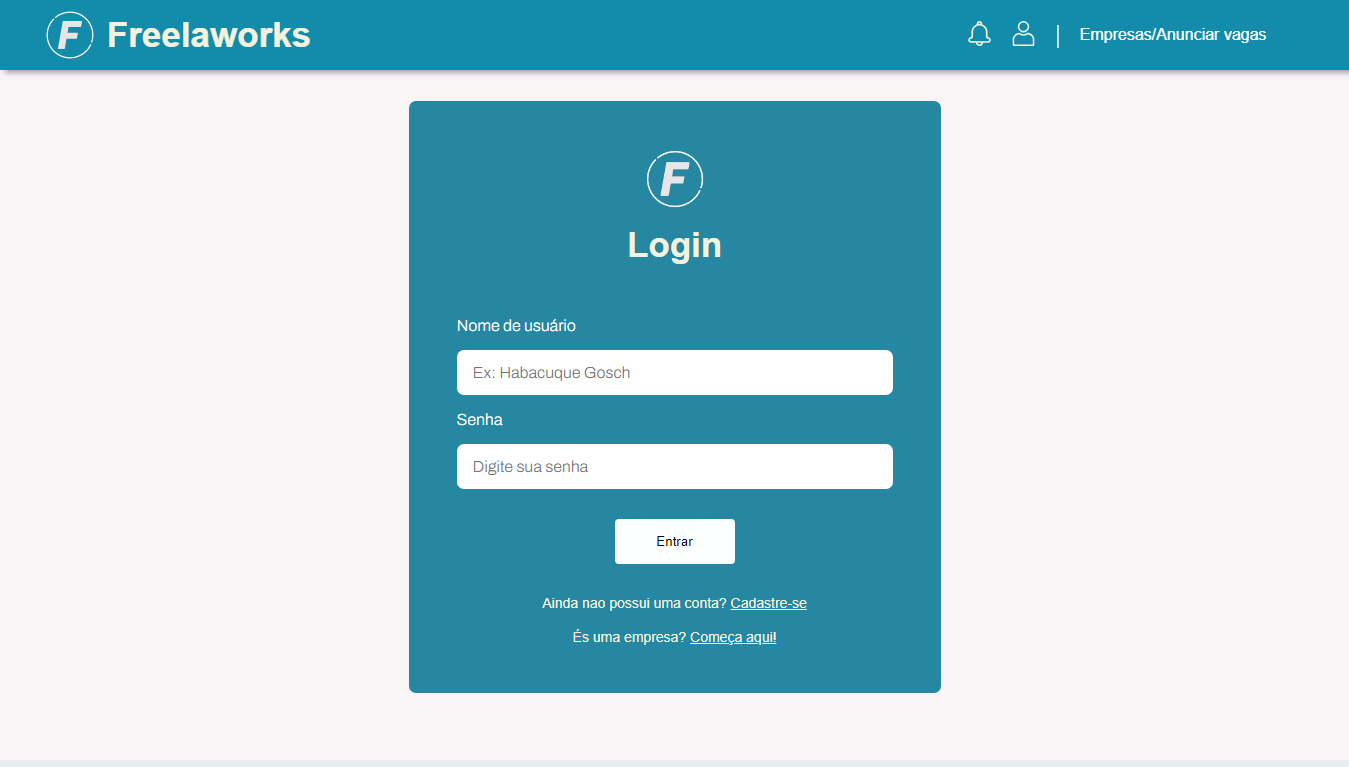 F Freelaworks Empresas/Anunciar vagas
F
Login
Nome de usuário
Ex: Habacuque Gosch
Senha
Digite sua senha
Entrar
Ainda nao possui uma conta? Cadastre-se
És uma empresa? Começa aqui!